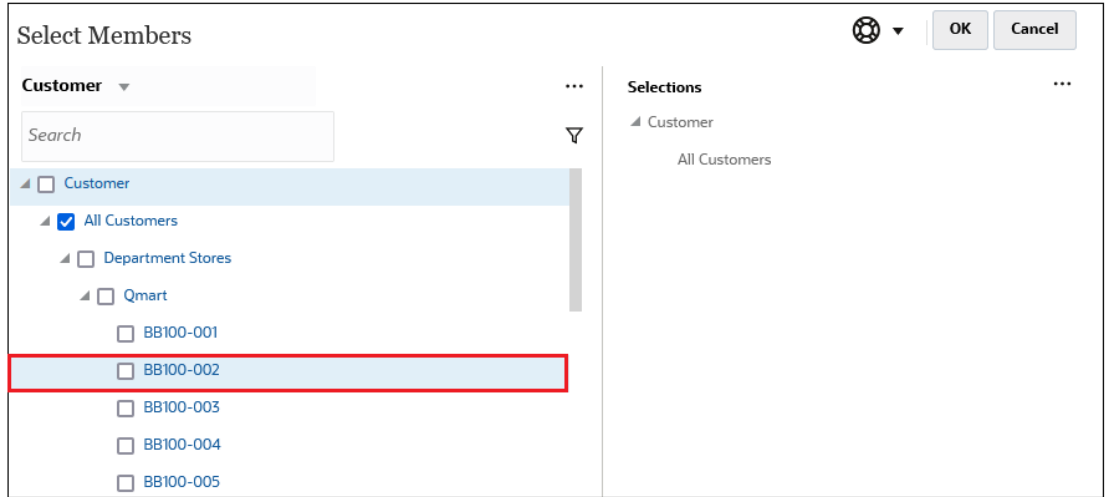 Select Members
OK
Cancel
Customer
Search
Customer
All Customers
Department Stores
Qmart
BB100-001
BB100-002
BB100-003
BB100-004
BB100-005
Selections
Customer
All Customers